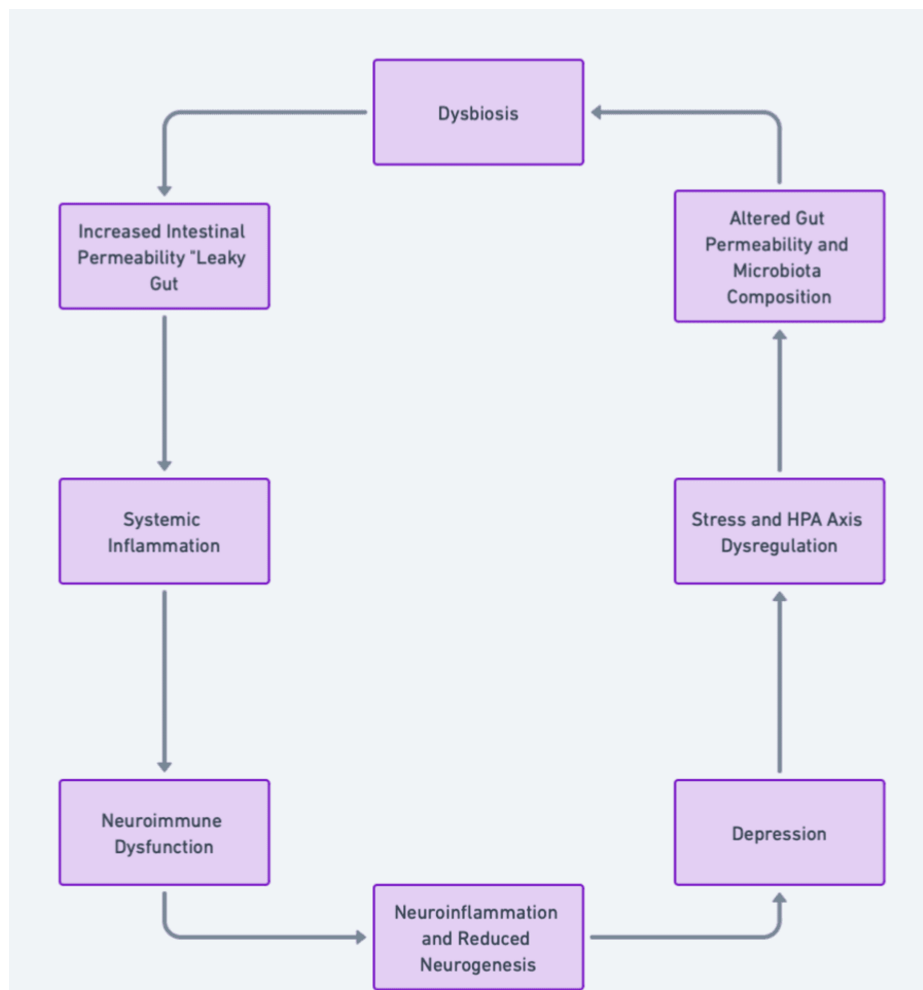 Dysbiosis
Increased Intestinal
Permeability "Leaky
Gut
Systemic
Inflammation
Neuroimmune
Dysfunction
Neuroinflammation
and Reduced
Neurogenesis
Depression
Stress and HPA Axis
Dysregulation
Altered Gut
Permeability and
Microbiota
Composition